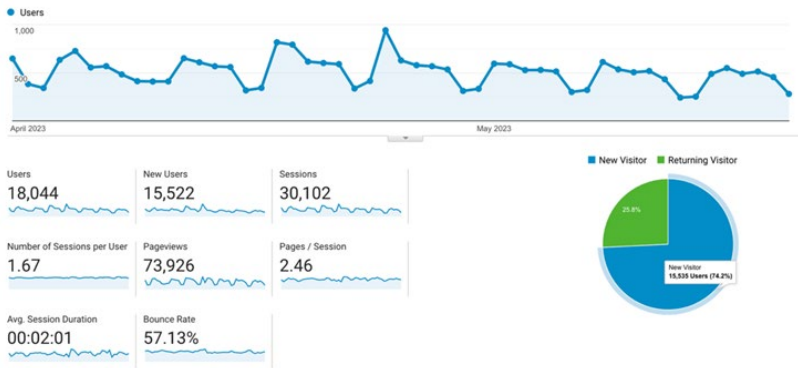 Users
1,000
500
April 2023
May 2023
Users
18,044
New Users
15,522
Sessions
30,102
Number of Sessions per User
1.67
Pageviews
73,926
Pages / Session
2.46
Avg. Session Duration
00:02:01
Bounce Rate
57.13%
New Visitor
Returning Visitor
25.8%
New Visitor
15,535 Users (74.2%)